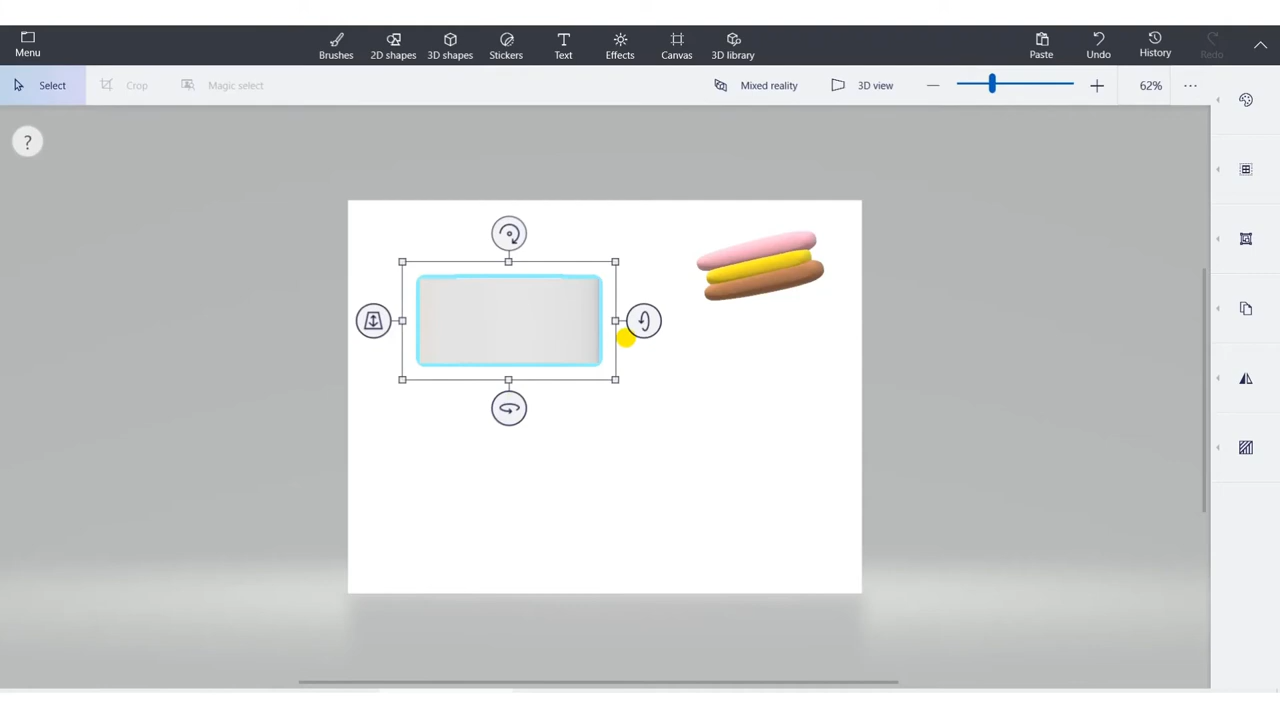 Menu
Brushes 2D shapes 3D shapes Stickers Text Effects Canvas 3D library Paste Undo History Redo
Select Crop Magic select Mixed reality 3D view 62%
?